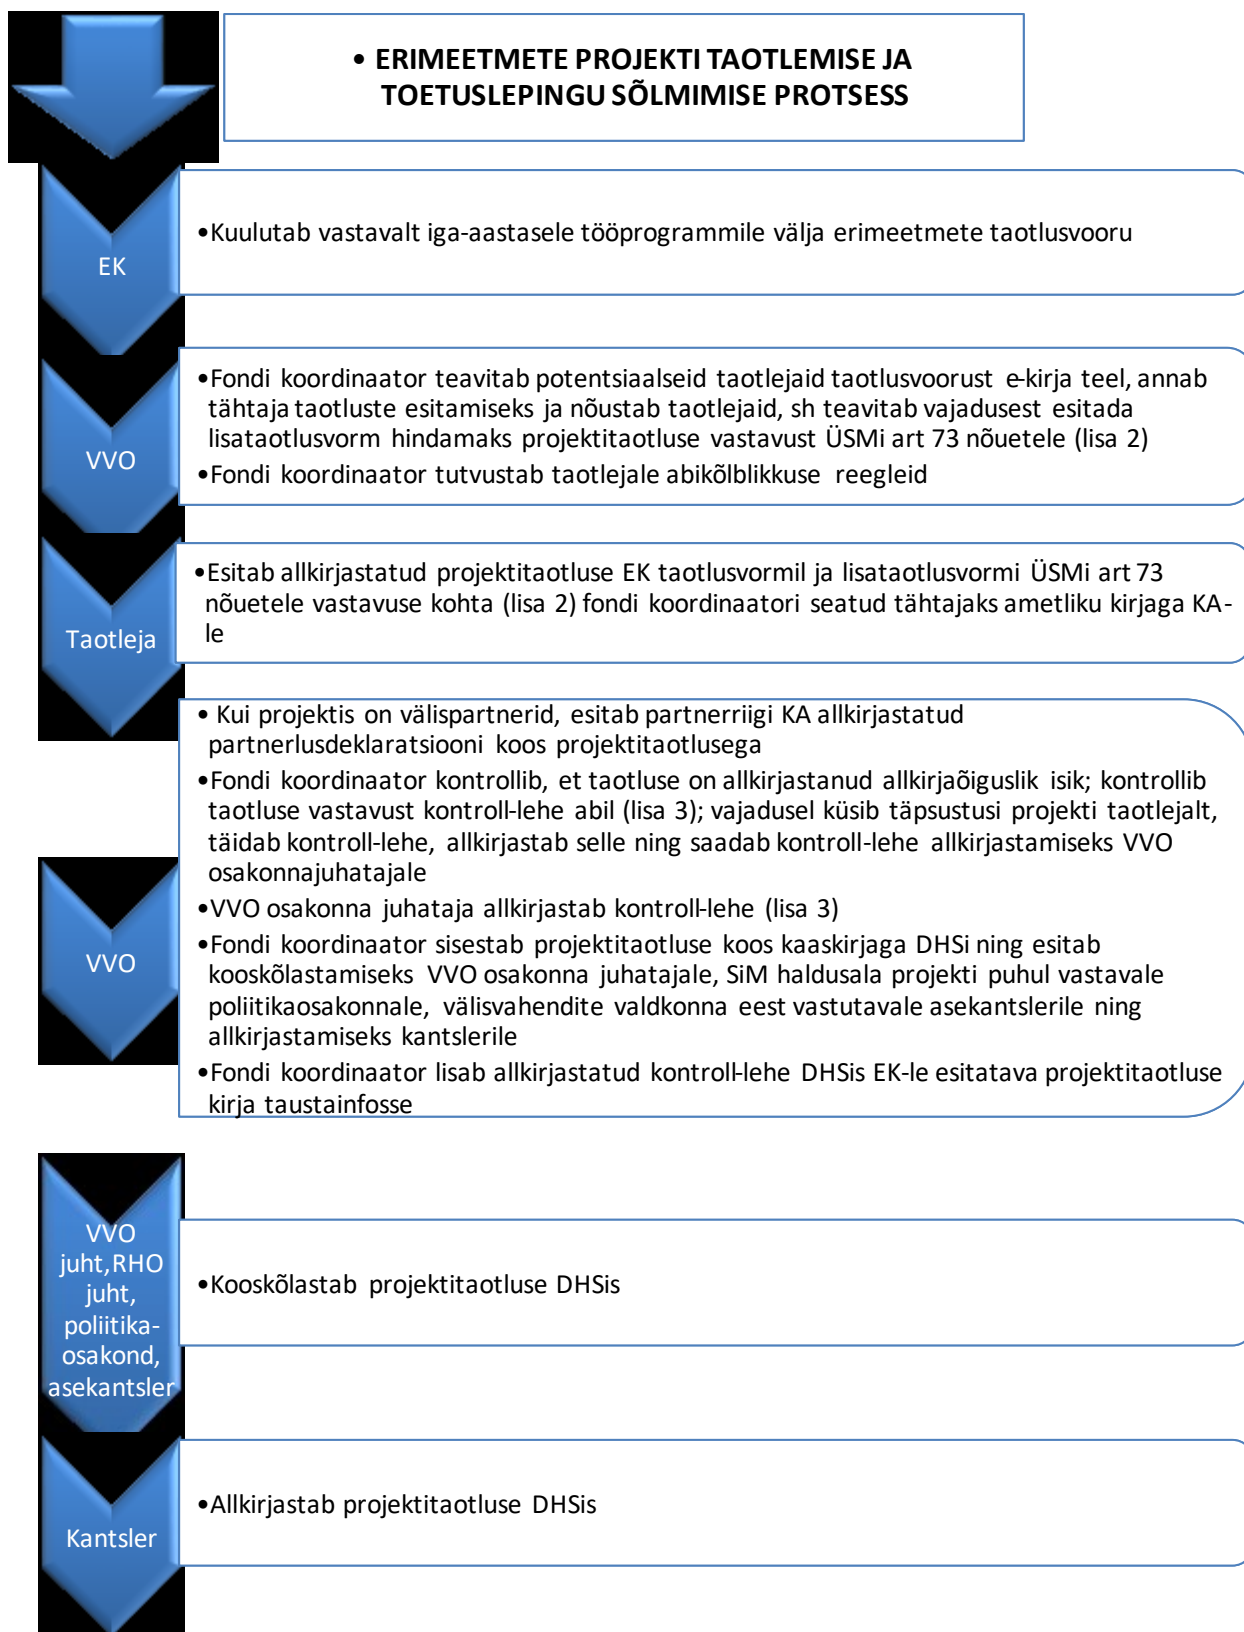 • ERIMEETMETE PROJEKTI TAOTLEMISE JA
TOETUSLEPINGU SÕLMIMISE PROTSESS
EK
•Kuulutab vastavalt iga-aastasele tööprogrammile välja erimeetmete taotlusvooru
VVO
•Fondi koordinaator teavitab potentsiaalseid taotlejaid taotlusvoorust e-kirja teel, annab
tähtaja taotluste esitamiseks ja nõustab taotlejaid, sh teavitab vajadusest esitada
lisataotlusvorm hindamaks projektitaotluse vastavust ÜSMi art 73 nõuetele (lisa 2)
•Fondi koordinaator tutvustab taotlejale abikõlblikkuse reegleid
Taotleja
•Esitab allkirjastatud projektitaotluse EK taotlusvormil ja lisataotlusvormi ÜSMi art 73
nõuetele vastavuse kohta (lisa 2) fondi koordinaatori seatud tähtajaks ametliku kirjaga KA-
le
VVO
• Kui projektis on välispartnerid, esitab partnerriigi KA allkirjastatud
partnerlusdeklaratsiooni koos projektitaotlusega
•Fondi koordinaator kontrollib, et taotluse on allkirjastanud allkirjaõiguslik isik; kontrollib
taotluse vastavust kontroll-lehe abil (lisa 3); vajadusel küsib täpsustusi projekti taotlejalt,
täidab kontroll-lehe, allkirjastab selle ning saadab kontroll-lehe allkirjastamiseks VVO
osakonnajuhatajale
•VVO osakonna juhataja allkirjastab kontroll-lehe (lisa 3)
•Fondi koordinaator sisestab projektitaotluse koos kaaskirjaga DHSi ning esitab
kooskõlastamiseks VVO osakonna juhatajale, SiM haldusala projekti puhul vastavale
poliitikaosakonnale, välisvahendite valdkonna eest vastutavale asekantslerile ning
allkirjastamiseks kantslerile
•Fondi koordinaator lisab allkirjastatud kontroll-lehe DHSis EK-le esitatava projektitaotluse
kirja taustainfosse
VVO
juht,RHO
juht,
poliitika-
osakond,
asekantsler
•Kooskõlastab projektitaotluse DHSis
Kantsler
•Allkirjastab projektitaotluse DHSis